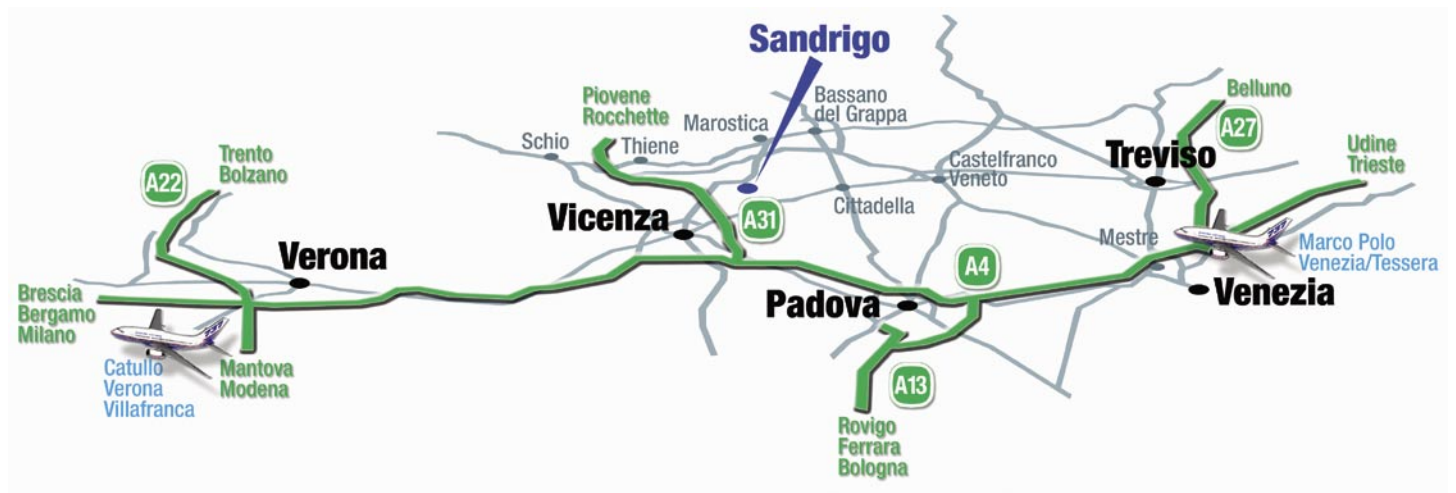 Sandrigo
Piovene
Rocchette
Bassano
del Grappa
Marostica
Schio
Thiene
Belluno
A27
Udine
Trieste
Trento
Bolzano
A22
Treviso
Castelfranco
Veneto
Cittadella
Vicenza
A31
Mestre
Marco Polo
Venezia/Tessera
Verona
A4
Brescia
Bergamo
Milano
Padova
Venezia
Catullo
Verona
Villafranca
Mantova
Modena
A13
Rovigo
Ferrara
Bologna